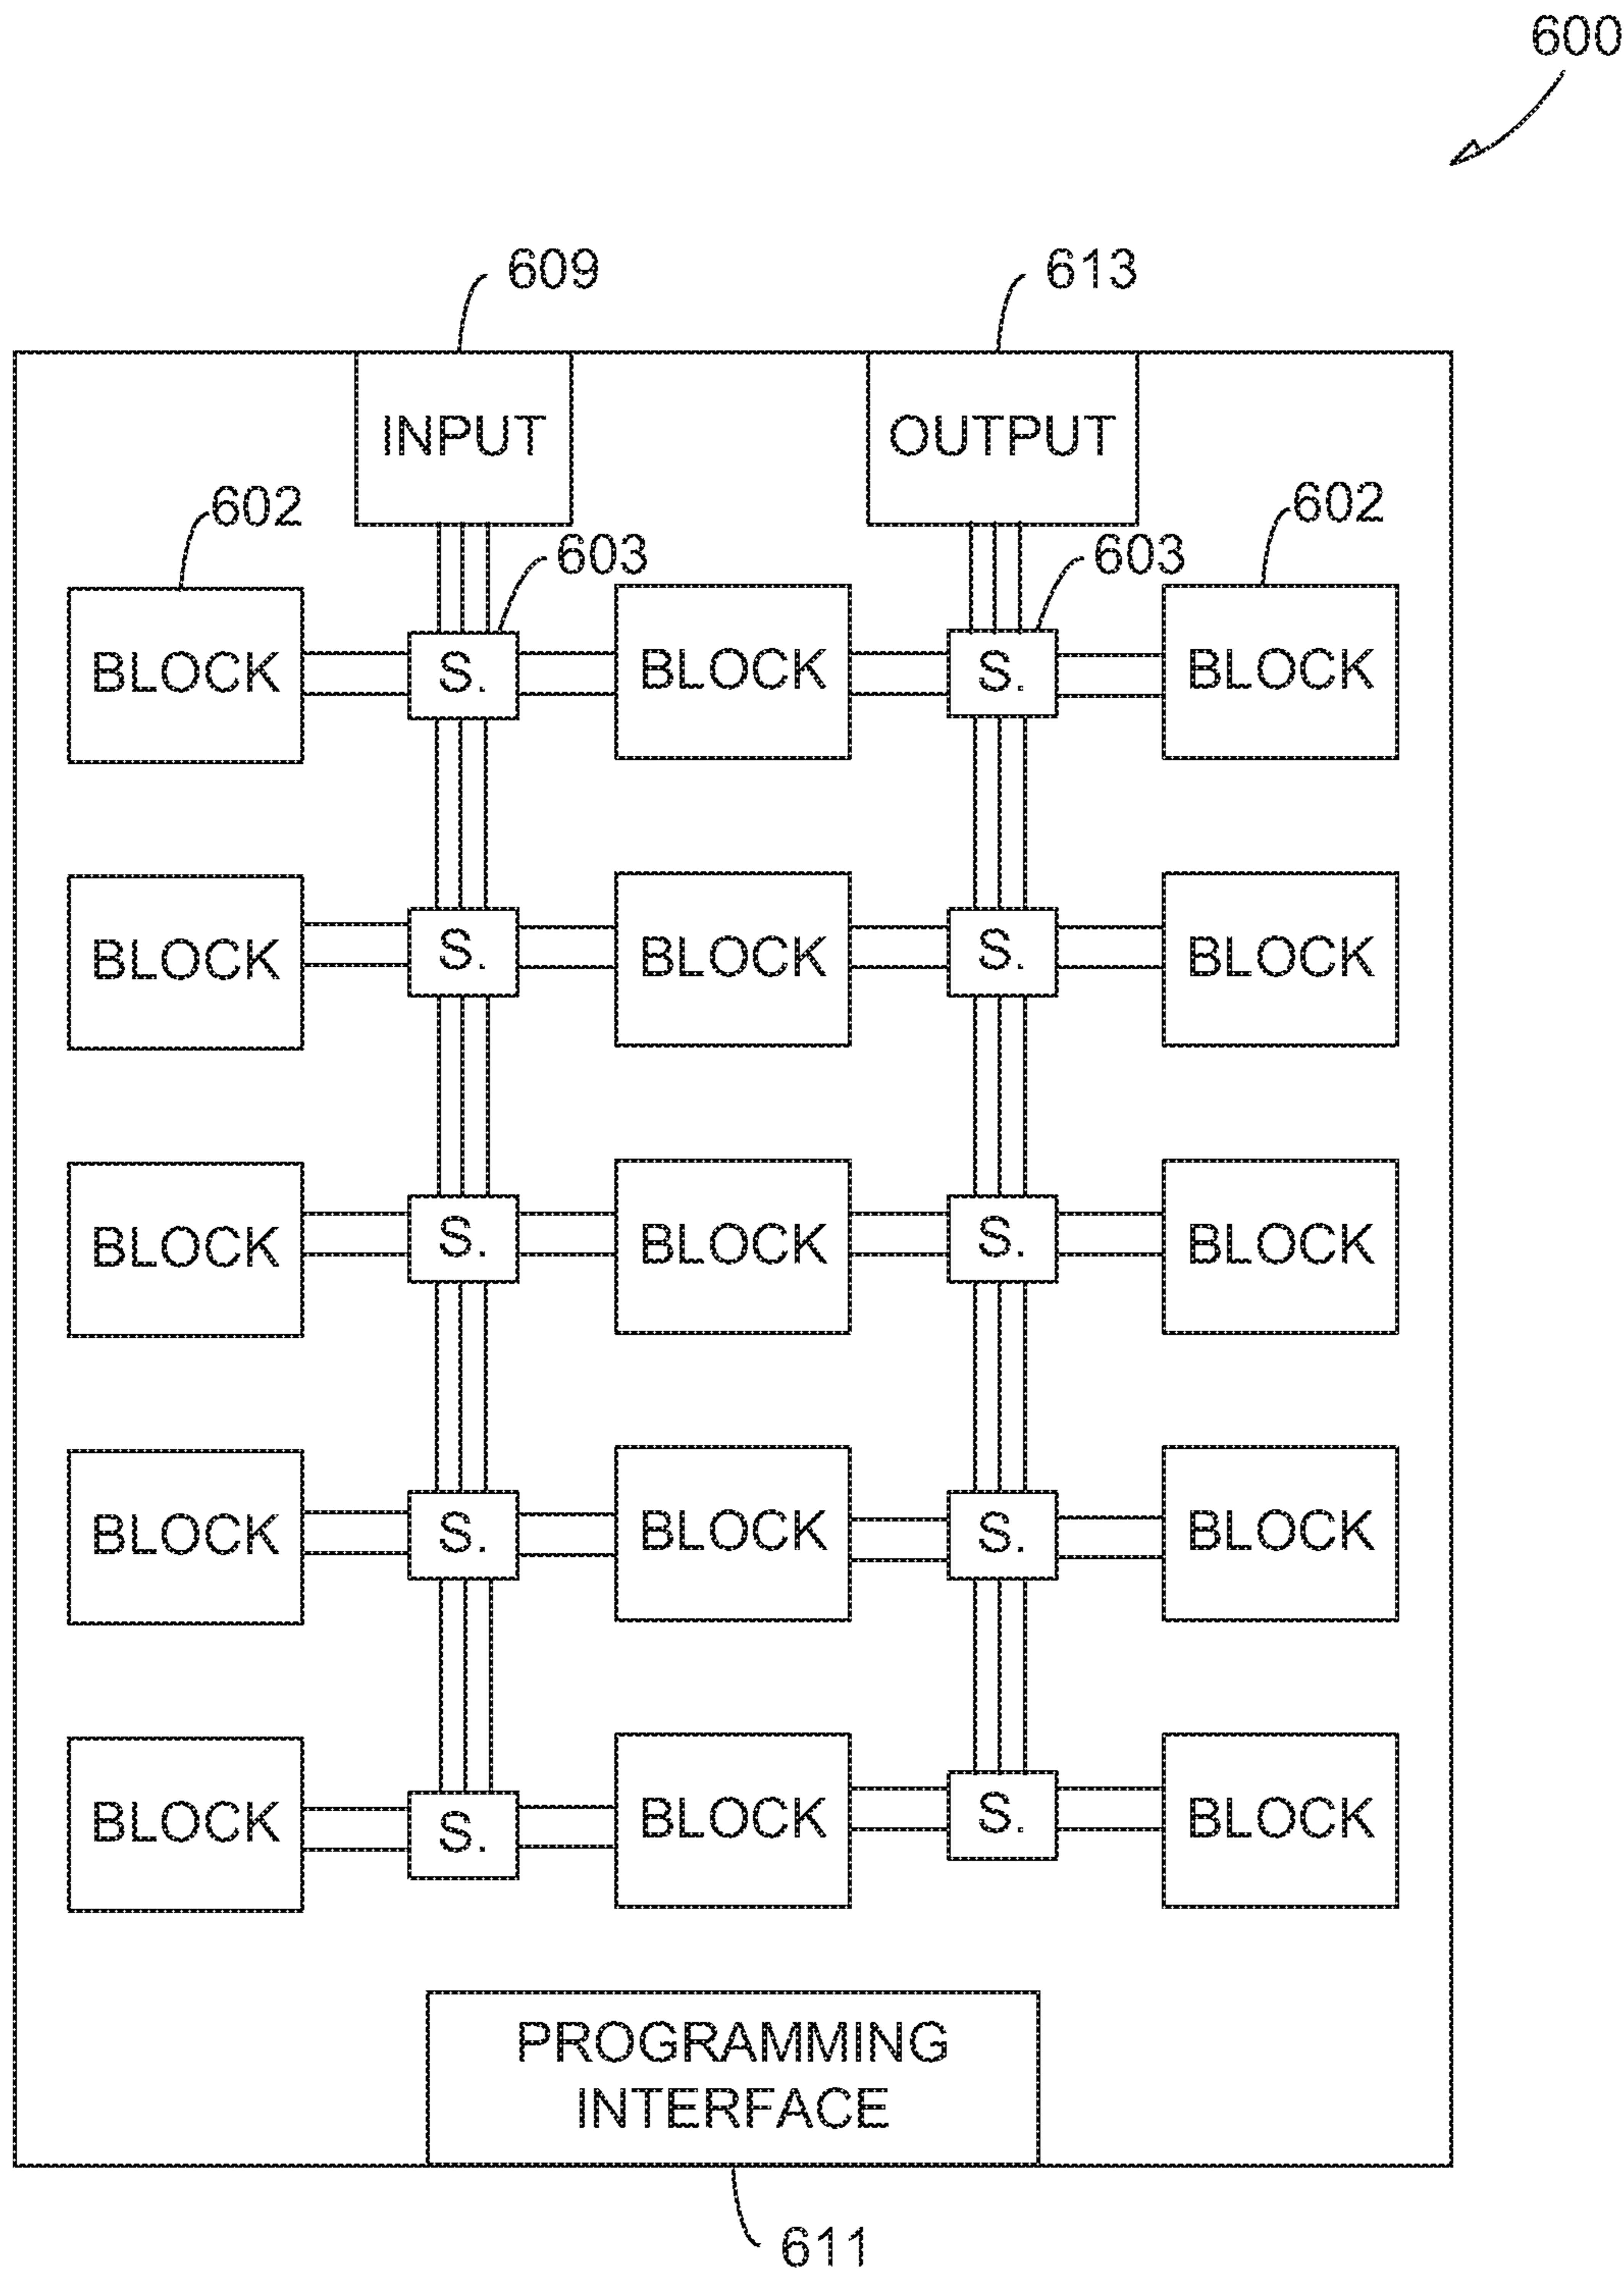 600
609
613
INPUT
OUTPUT
602
602
603
603
BLOCK
S.
BLOCK
S.
BLOCK
BLOCK
S.
BLOCK
S.
BLOCK
BLOCK
S.
BLOCK
S.
BLOCK
BLOCK
S.
BLOCK
S.
BLOCK
BLOCK
S.
BLOCK
S.
BLOCK
PROGRAMMING
INTERFACE
611